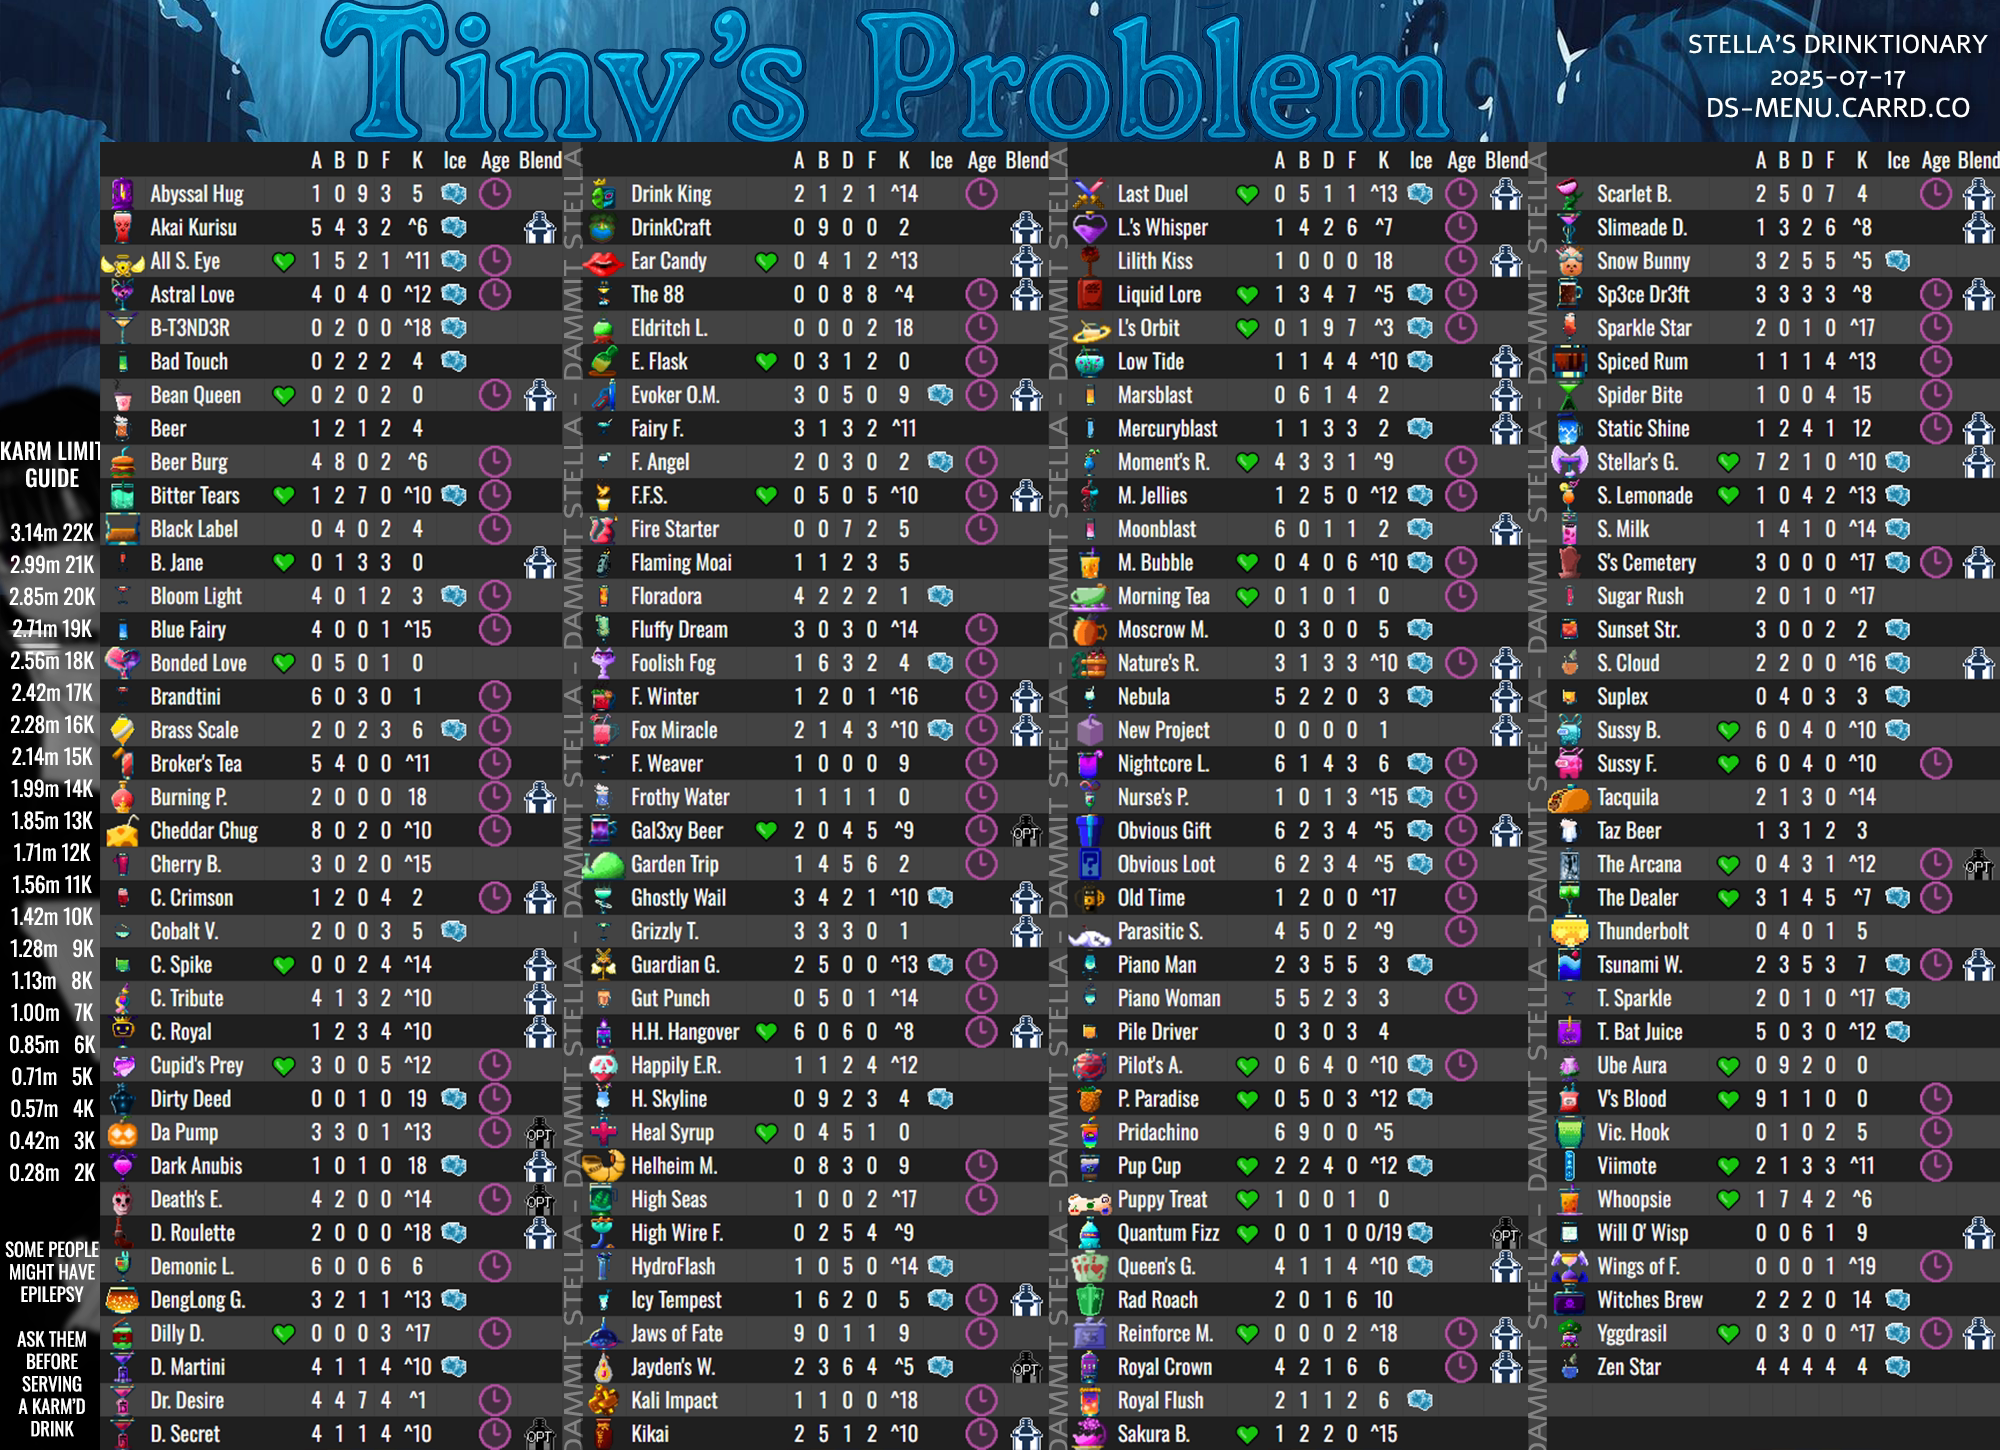 Tiny's Problem
STELLA'S DRINKTIONARY
2025-07-17
DS-MENU.CARRD.CO
A B D F K Ice Age Blend
Abyssal Hug 1 0 9 3 5
Akai Kurisu 5 4 3 2 ^6
All S. Eye 1 5 2 1 ^11
Astral Love 4 0 4 0 ^12
B-T3ND3R 0 2 0 0 ^18
Bad Touch 0 2 2 2 4
Bean Queen 0 2 0 2 0
Beer 1 2 1 2 4
Beer Burg 4 8 0 2 ^6
Bitter Tears 1 2 7 0 ^10
Black Label 0 4 0 2 4
B. Jane 0 1 3 3 0
Bloom Light 4 0 1 2 3
Blue Fairy 4 0 0 1 ^15
Bonded Love 0 5 0 1 0
Brandtini 6 0 3 0 1
Brass Scale 2 0 2 3 6
Broker's Tea 5 4 0 0 ^11
Burning P. 2 0 0 0 18
Cheddar Chug 8 0 2 0 ^10
Cherry B. 3 0 2 0 ^15
C. Crimson 1 2 0 4 2
Cobalt V. 2 0 0 3 5
C. Spike 0 0 2 4 ^14
C. Tribute 4 1 3 2 ^10
C. Royal 1 2 3 4 ^10
Cupid's Prey 3 0 0 5 ^12
Dirty Deed 0 0 1 0 19
Da Pump 3 3 0 1 ^13 OPT
Dark Anubis 1 0 1 0 18
Death's E. 4 2 0 0 ^14 OPT
D. Roulette 2 0 0 0 ^18
Demonic L. 6 0 0 6 6
DengLong G. 3 2 1 1 ^13
Dilly D. 0 0 0 3 ^17
D. Martini 4 1 1 4 ^10
Dr. Desire 4 4 7 4 ^1
D. Secret 4 1 1 4 ^10 OPT
A B D F K Ice Age Blend
Drink King 2 1 2 1 ^14
DrinkCraft 0 9 0 0 2
Ear Candy 0 4 1 2 ^13
The 88 0 0 8 8 ^4
Eldritch L. 0 0 0 2 18
E. Flask 0 3 1 2 0
Evoker O.M. 3 0 5 0 9
Fairy F. 3 1 3 2 ^11
F. Angel 2 0 3 0 2
F.F.S. 0 5 0 5 ^10
Fire Starter 0 0 7 2 5
Flaming Moai 1 1 2 3 5
Floradora 4 2 2 2 1
Fluffy Dream 3 0 3 0 ^14
Foolish Fog 1 6 3 2 4
F. Winter 1 2 0 1 ^16
Fox Miracle 2 1 4 3 ^10
F. Weaver 1 0 0 0 9
Frothy Water 1 1 1 1 0
Gal3xy Beer 2 0 4 5 ^9 OPT
Garden Trip 1 4 5 6 2
Ghostly Wail 3 4 2 1 ^10
Grizzly T. 3 3 3 0 1
Guardian G. 2 5 0 0 ^13
Gut Punch 0 5 0 1 ^14
H.H. Hangover 6 0 6 0 ^8
Happily E.R. 1 1 2 4 ^12
H. Skyline 0 9 2 3 4
Heal Syrup 0 4 5 1 0
Helheim M. 0 8 3 0 9
High Seas 1 0 0 2 ^17
High Wire F. 0 2 5 4 ^9
HydroFlash 1 0 5 0 ^14
Icy Tempest 1 6 2 0 5
Jaws of Fate 9 0 1 1 9
Jayden's W. 2 3 6 4 ^5 OPT
Kali Impact 1 1 0 0 ^18
Kikai 2 5 1 2 ^10
A B D F K Ice Age Blend
Last Duel 0 5 1 1 ^13
L.'s Whisper 1 4 2 6 ^7
Lilith Kiss 1 0 0 0 18
Liquid Lore 1 3 4 7 ^5
L's Orbit 0 1 9 7 ^3
Low Tide 1 1 4 4 ^10
Marsblast 0 6 1 4 2
Mercuryblast 1 1 3 3 2
Moment's R. 4 3 3 1 ^9
M. Jellies 1 2 5 0 ^12
Moonblast 6 0 1 1 2
M. Bubble 0 4 0 6 ^10
Morning Tea 0 1 0 1 0
Moscrow M. 0 3 0 0 5
Nature's R. 3 1 3 3 ^10
Nebula 5 2 2 0 3
New Project 0 0 0 0 1
Nightcore L. 6 1 4 3 6
Nurse's P. 1 0 1 3 ^15
Obvious Gift 6 2 3 4 ^5
Obvious Loot 6 2 3 4 ^5
Old Time 1 2 0 0 ^17
Parasitic S. 4 5 0 2 ^9
Piano Man 2 3 5 5 3
Piano Woman 5 5 2 3 3
Pile Driver 0 3 0 3 4
Pilot's A. 0 6 4 0 ^10
P. Paradise 0 5 0 3 ^12
Pridachino 6 9 0 0 ^5
Pup Cup 2 2 4 0 ^12
Puppy Treat 1 0 0 1 0
Quantum Fizz 0 0 1 0 0/19 OPT
Queen's G. 4 1 1 4 ^10
Rad Roach 2 0 1 6 10
Reinforce M. 0 0 0 2 ^18
Royal Crown 4 2 1 6 6
Royal Flush 2 1 1 2 6
Sakura B. 1 2 2 0 ^15
A B D F K Ice Age Blend
Scarlet B. 2 5 0 7 4
Slimeade D. 1 3 2 6 ^8
Snow Bunny 3 2 5 5 ^5
Sp3ce Dr3ft 3 3 3 3 ^8
Sparkle Star 2 0 1 0 ^17
Spiced Rum 1 1 1 4 ^13
Spider Bite 1 0 0 4 15
Static Shine 1 2 4 1 12
Stellar's G. 7 2 1 0 ^10
S. Lemonade 1 0 4 2 ^13
S. Milk 1 4 1 0 ^14
S's Cemetery 3 0 0 0 ^17
Sugar Rush 2 0 1 0 ^17
Sunset Str. 3 0 0 2 2
S. Cloud 2 2 0 0 ^16
Suplex 0 4 0 3 3
Sussy B. 6 0 4 0 ^10
Sussy F. 6 0 4 0 ^10
Tacquila 2 1 3 0 ^14
Taz Beer 1 3 1 2 3
The Arcana 0 4 3 1 ^12 OPT
The Dealer 3 1 4 5 ^7
Thunderbolt 0 4 0 1 5
Tsunami W. 2 3 5 3 7
T. Sparkle 2 0 1 0 ^17
T. Bat Juice 5 0 3 0 ^12
Ube Aura 0 9 2 0 0
V's Blood 9 1 1 0 0
Vic. Hook 0 1 0 2 5
Viimote 2 1 3 3 ^11
Whoopsie 1 7 4 2 ^6
Will O' Wisp 0 0 6 1 9
Wings of F. 0 0 0 1 ^19
Witches Brew 2 2 2 0 14
Yggdrasil 0 3 0 0 ^17
Zen Star 4 4 4 4 4
KARM LIMIT
GUIDE
3.14m 22K
2.99m 21K
2.85m 20K
2.71m 19K
2.56m 18K
2.42m 17K
2.28m 16K
2.14m 15K
1.99m 14K
1.85m 13K
1.71m 12K
1.56m 11K
1.42m 10K
1.28m 9K
1.13m 8K
1.00m 7K
0.85m 6K
0.71m 5K
0.57m 4K
0.42m 3K
0.28m 2K
SOME PEOPLE
MIGHT HAVE
EPILEPSY
ASK THEM
BEFORE
SERVING
A KARM'D
DRINK
DAMMIT STELLA - DAMMIT STELLA - DAMMIT STELLA - DAMMIT STELLA - DAMMIT STELLA
DAMMIT STELLA - DAMMIT STELLA - DAMMIT STELLA - DAMMIT STELLA - DAMMIT STELLA
DAMMIT STELLA - DAMMIT STELLA - DAMMIT STELLA - DAMMIT STELLA - DAMMIT STELLA